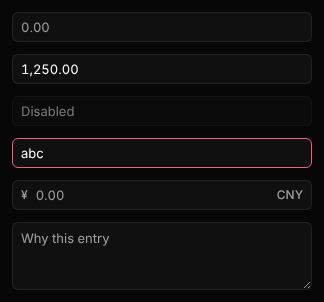 0.00
1,250.00
Disabled
abc
¥ 0.00 CNY
Why this entry